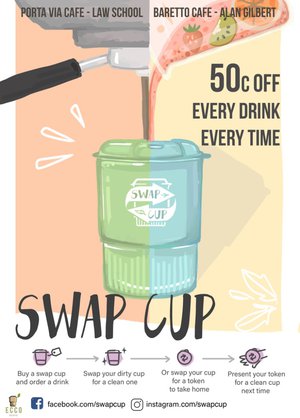 PORTA VIA CAFE - LAW SCHOOL
BARETTO CAFE - ALAN GILBERT
50C OFF
EVERY DRINK
EVERY TIME
SWAP
CUP
SWAP CUP
Buy a swap cup
and order a drink
Swap your dirty cup
for a clean one
Or swap your cup
for a token
to take home
Present your token
for a clean cup
next time
ECCO
facebook.com/swapcup
instagram.com/swapcup